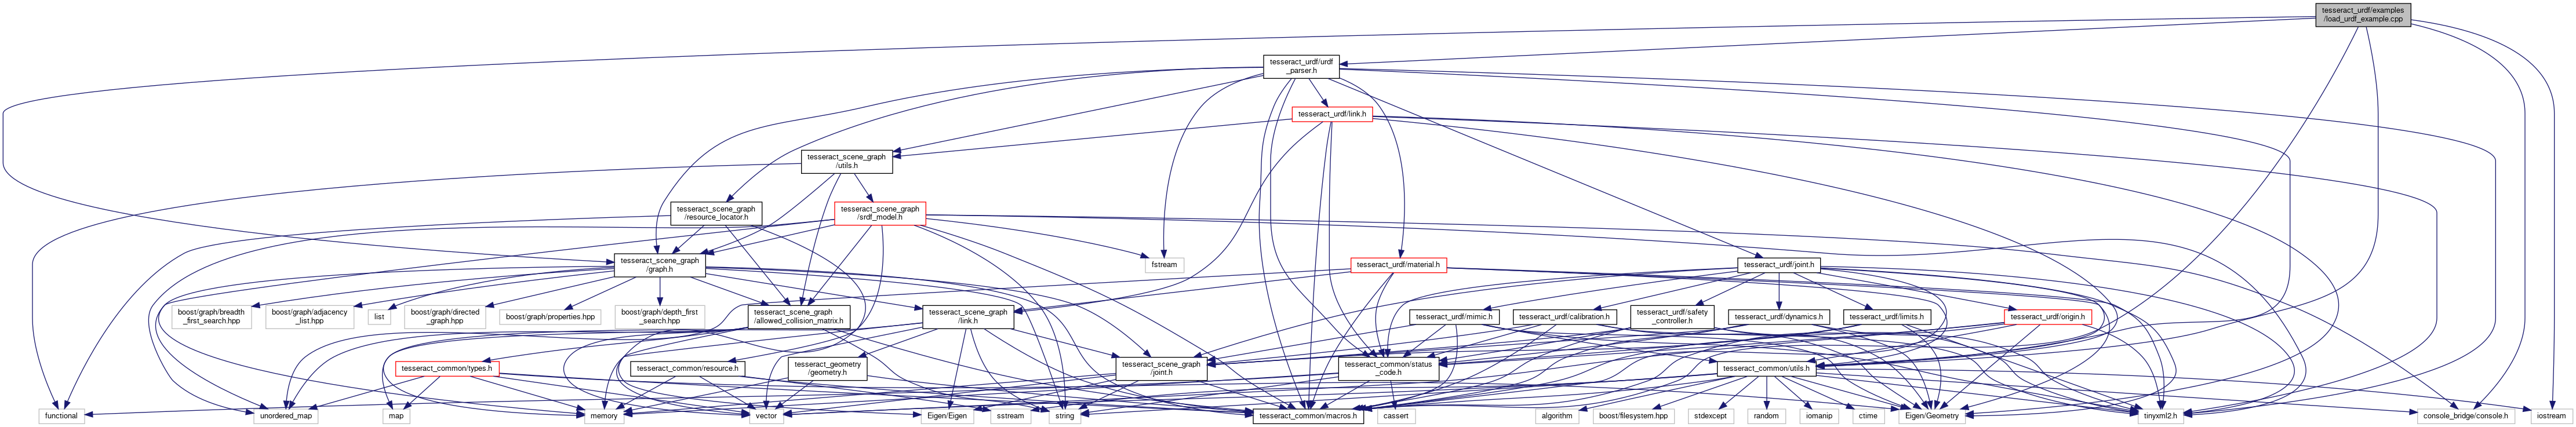 tesseract_urdf/examples
/load_urdf_example.cpp
tesseract_urdf/urdf
_parser.h
tesseract_urdf/link.h
tesseract_scene_graph
/utils.h
tesseract_scene_graph
/resource_locator.h
tesseract_scene_graph
/srdf_model.h
tesseract_scene_graph
/graph.h
fstream
tesseract_urdf/material.h
tesseract_urdf/joint.h
boost/graph/breadth
_first_search.hpp
boost/graph/adjacency
_list.hpp
list
boost/graph/directed
_graph.hpp
boost/graph/properties.hpp
boost/graph/depth_first
_search.hpp
tesseract_scene_graph
/allowed_collision_matrix.h
tesseract_scene_graph
/link.h
tesseract_urdf/mimic.h
tesseract_urdf/calibration.h
tesseract_urdf/safety
_controller.h
tesseract_urdf/dynamics.h
tesseract_urdf/limits.h
tesseract_urdf/origin.h
tesseract_common/types.h
tesseract_common/resource.h
tesseract_geometry
/geometry.h
tesseract_scene_graph
/joint.h
tesseract_common/status
_code.h
tesseract_common/utils.h
functional
unordered_map
map
memory
vector
Eigen/Eigen
sstream
string
tesseract_common/macros.h
cassert
algorithm
boost/filesystem.hpp
stdexcept
random
iomanip
ctime
Eigen/Geometry
tinyxml2.h
console_bridge/console.h
iostream